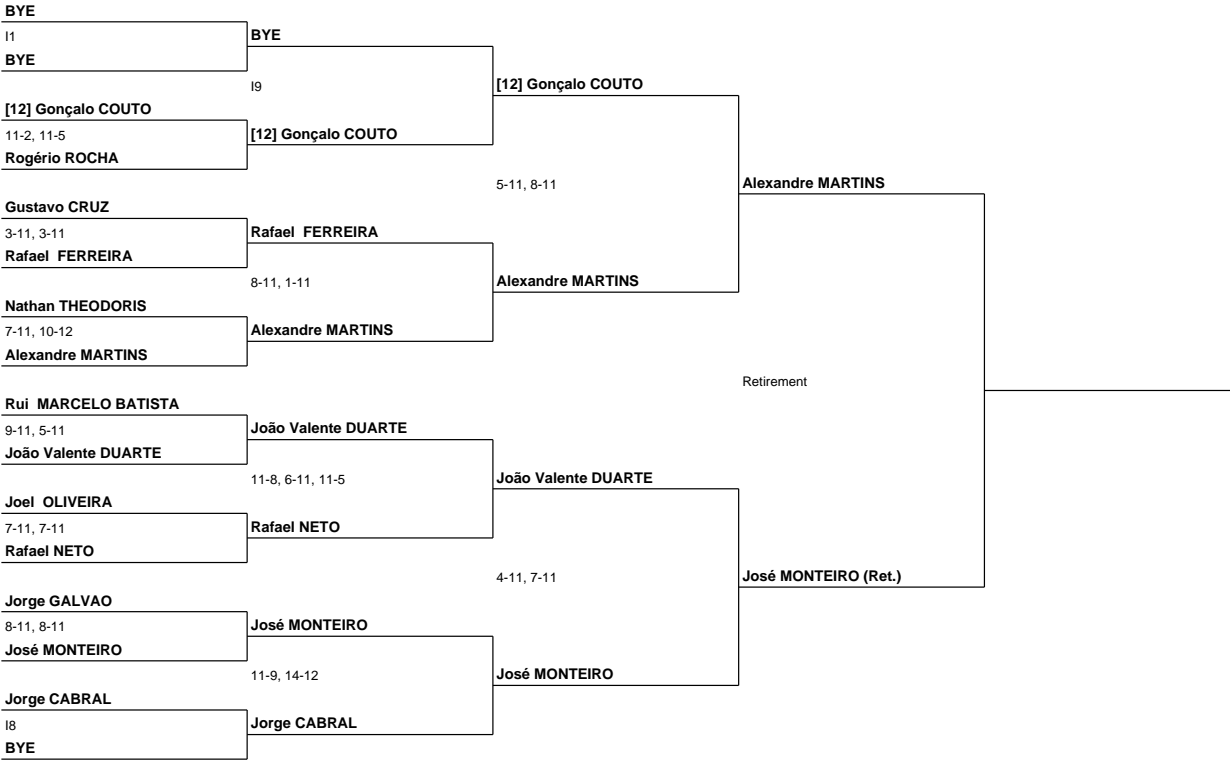 BYE
I1
BYE
BYE
I9
[12] Gonçalo COUTO
[12] Gonçalo COUTO
11-2, 11-5
[12] Gonçalo COUTO
Rogério ROCHA
5-11, 8-11
Alexandre MARTINS
Gustavo CRUZ
3-11, 3-11
Rafael FERREIRA
Rafael FERREIRA
8-11, 1-11
Alexandre MARTINS
Nathan THEODORIS
7-11, 10-12
Alexandre MARTINS
Alexandre MARTINS
Retirement
Rui MARCELO BATISTA
9-11, 5-11
João Valente DUARTE
João Valente DUARTE
11-8, 6-11, 11-5
João Valente DUARTE
Joel OLIVEIRA
7-11, 7-11
Rafael NETO
Rafael NETO
4-11, 7-11
José MONTEIRO (Ret.)
Jorge GALVAO
8-11, 8-11
José MONTEIRO
José MONTEIRO
11-9, 14-12
José MONTEIRO
Jorge CABRAL
I8
Jorge CABRAL
BYE